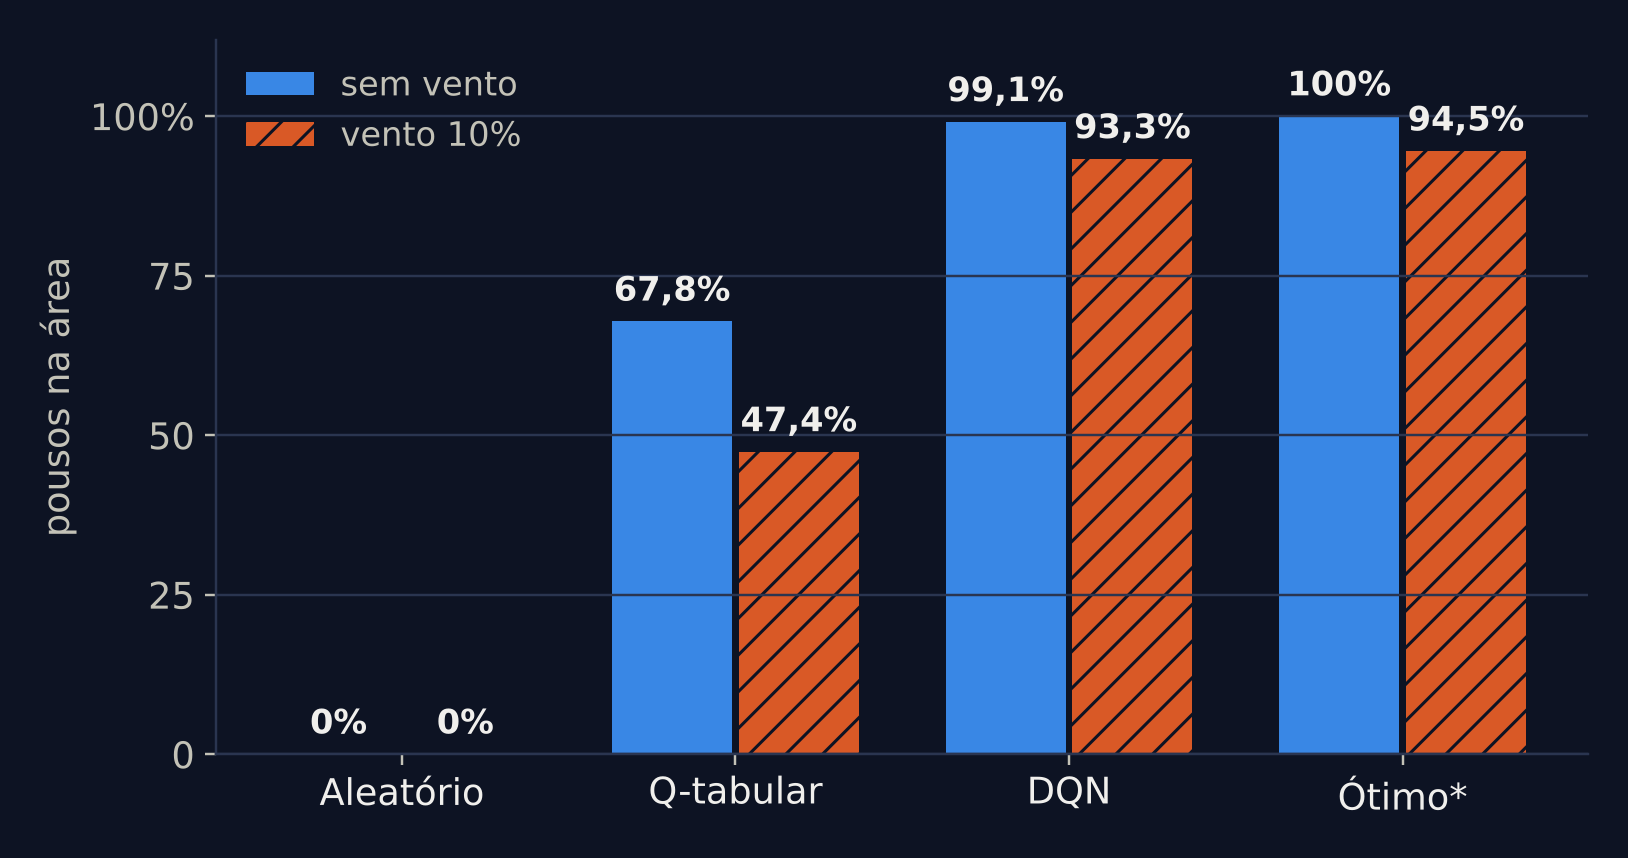 sem vento
vento 10%
pousos na área
100%
75
50
25
0
0%
0%
67,8%
47,4%
99,1%
93,3%
100%
94,5%
Aleatório
Q-tabular
DQN
Ótimo*